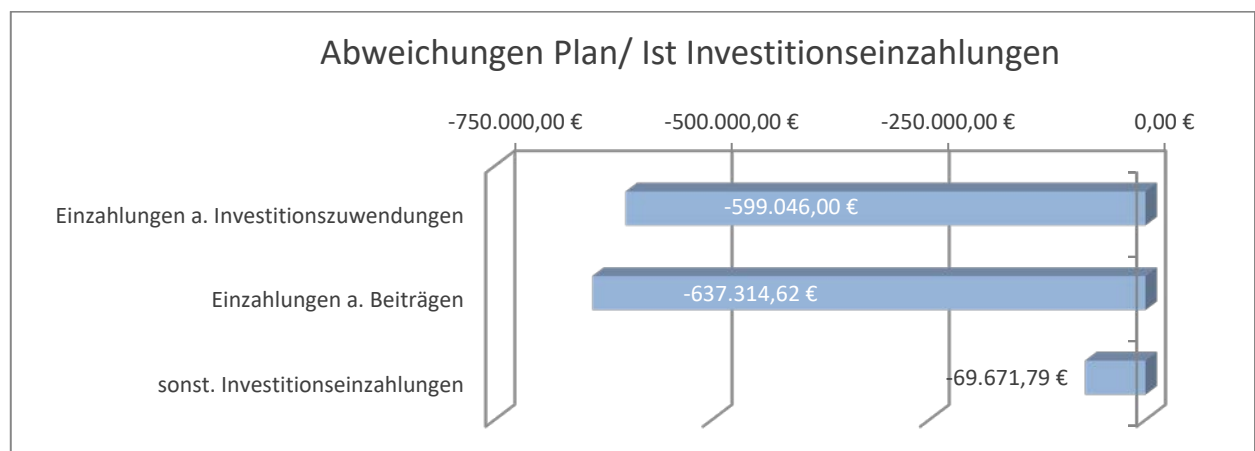 Abweichungen Plan/ Ist Investitionseinzahlungen
-750.000,00 € -500.000,00 € -250.000,00 € 0,00 €
Einzahlungen a. Investitionszuwendungen -599.046,00 €
Einzahlungen a. Beiträgen -637.314,62 €
sonst. Investitionseinzahlungen -69.671,79 €